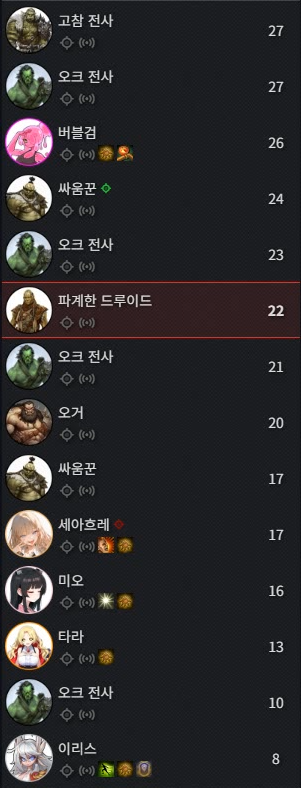 고참 전사 27
오크 전사 27
버블검 26
싸움꾼 24
오크 전사 23
파계한 드루이드 22
오크 전사 21
오거 20
싸움꾼 17
세아흐레 17
미오 16
타라 13
오크 전사 10
이리스 8